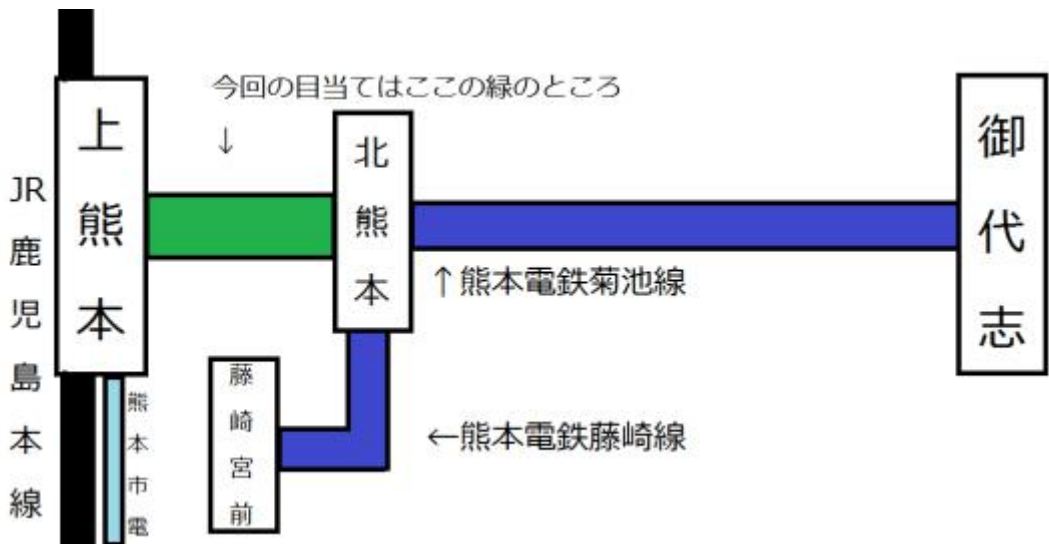 今回の目当てはここの緑のところ
↓
上熊本
北熊本
御代志
JR鹿児島本線
↑熊本電鉄菊池線
藤崎宮前
←熊本電鉄藤崎線
熊本市電